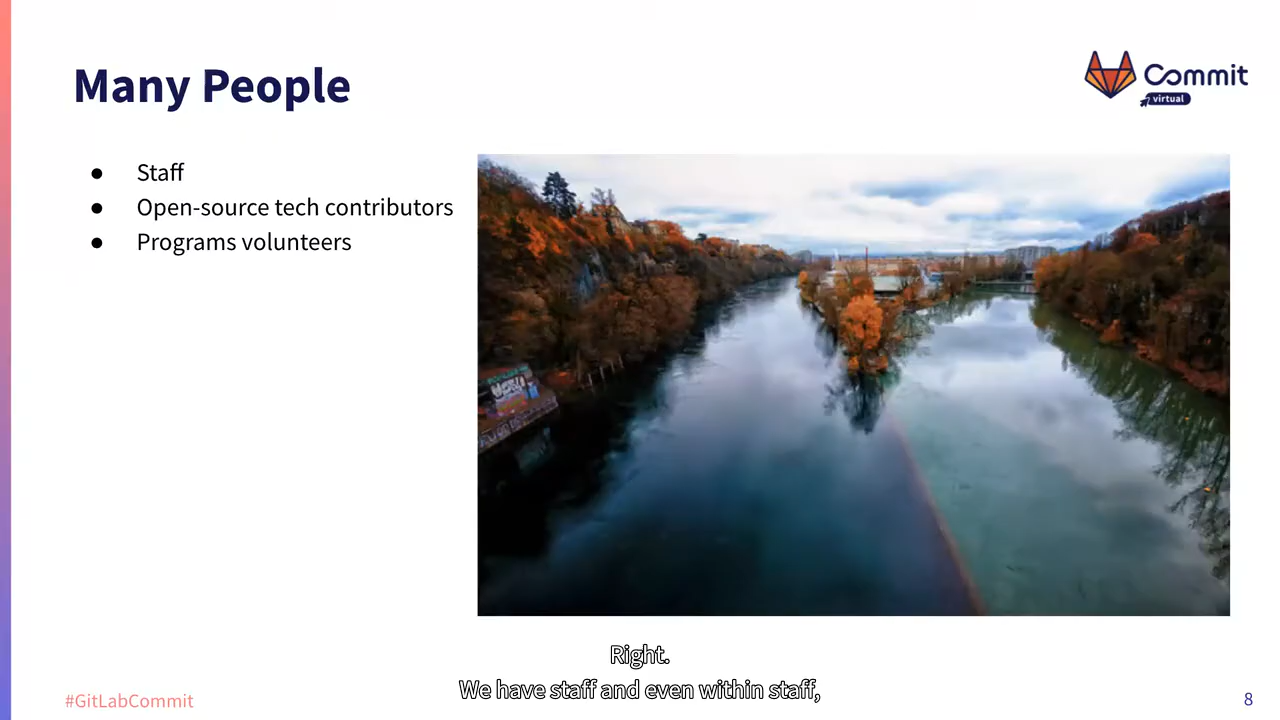 Many People
Commit
virtual
● Staff
● Open-source tech contributors
● Programs volunteers
Right.
We have staff and even within staff,
#GitLabCommit
8